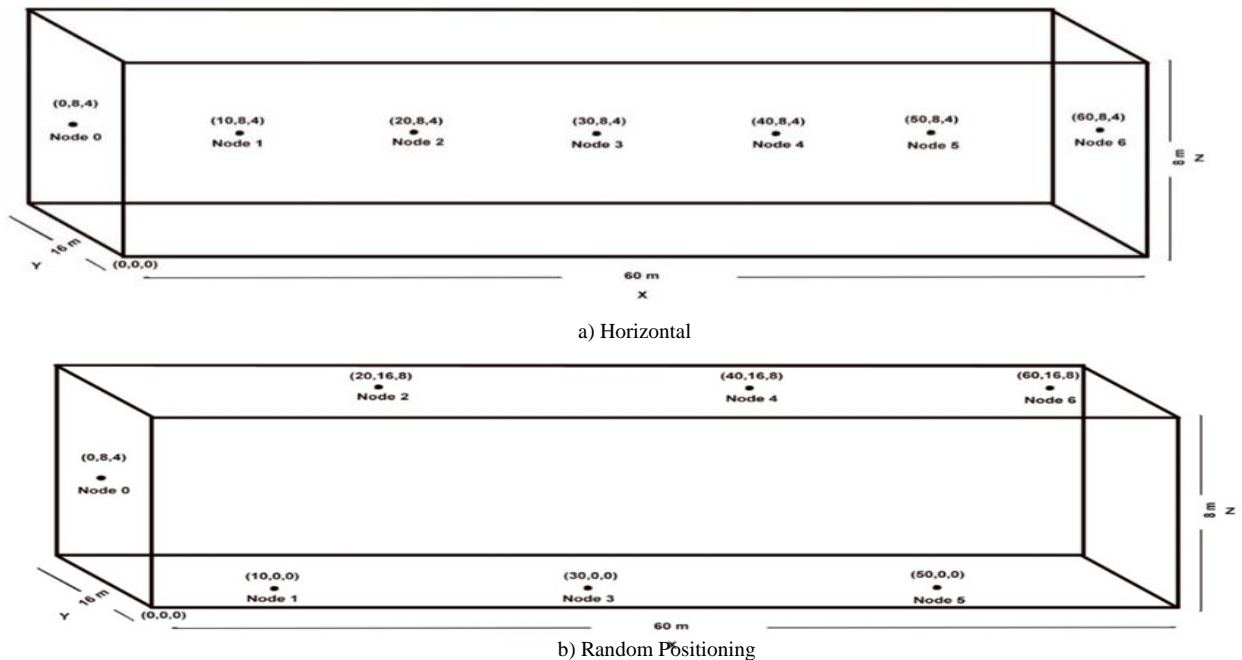 (0,8,4)
Node 0
(10,8,4)
Node 1
(20,8,4)
Node 2
(30,8,4)
Node 3
(40,8,4)
Node 4
(50,8,4)
Node 5
(60,8,4)
Node 6
8 m
Z
16 m
Y
(0,0,0)
60 m
X
a) Horizontal
(20,16,8)
Node 2
(40,16,8)
Node 4
(60,16,8)
Node 6
(0,8,4)
Node 0
8 m
Z
(10,0,0)
Node 1
(30,0,0)
Node 3
(50,0,0)
Node 5
16 m
Y
(0,0,0)
60 m
X
b) Random Positioning